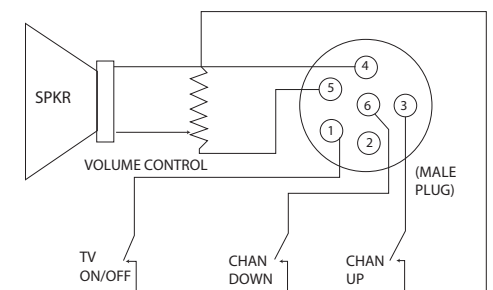 4
5
SPKR
6
3
1
2
VOLUME CONTROL
(MALE
PLUG)
TV
ON/OFF
CHAN
DOWN
CHAN
UP